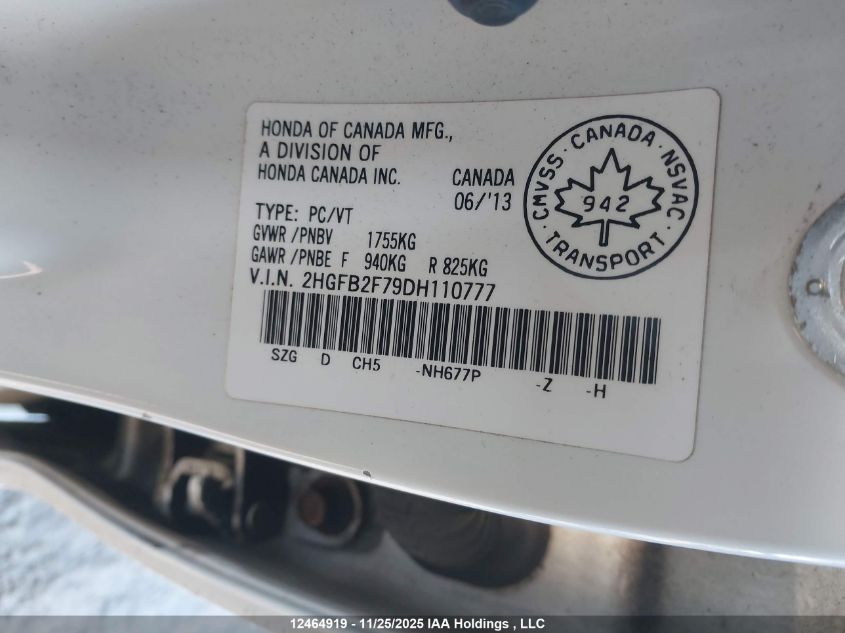 HONDA OF CANADA MFG.,
A DIVISION OF
HONDA CANADA INC. CANADA
06/'13
TYPE: PC/VT
GVWR /PNBV 1755KG
GAWR /PNBE F 940KG R 825KG
V.I.N. 2HGFB2F79DH110777
SZG D CH5 -NH677P -Z -H
CMVSS · CANADA · NSVAC
942
TRANSPORT
12464919 - 11/25/2025 IAA Holdings , LLC